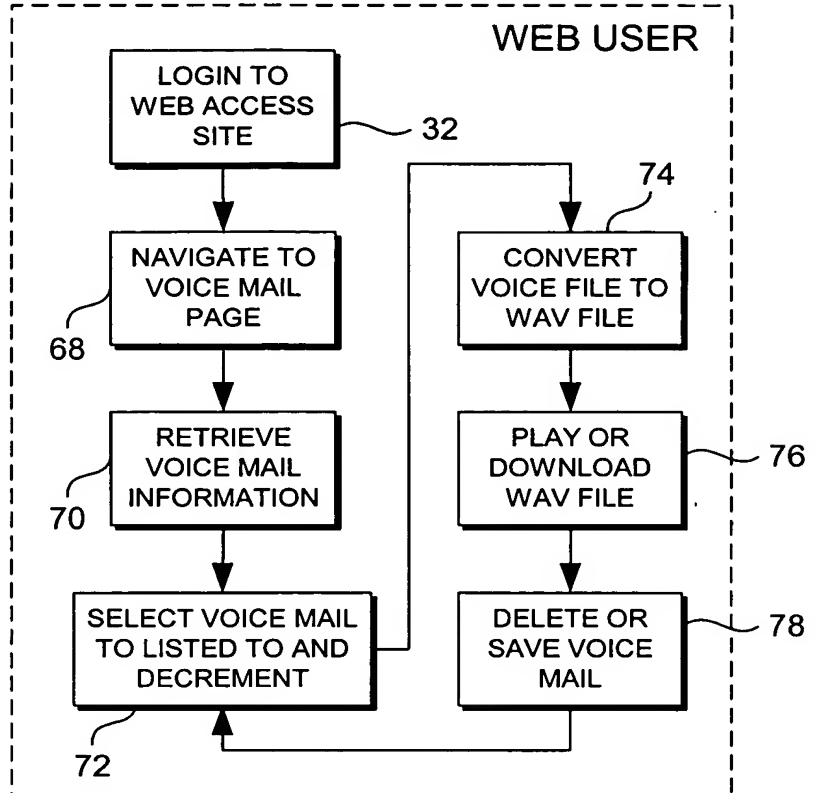 WEB USER
LOGIN TO
WEB ACCESS
SITE
32
NAVIGATE TO
VOICE MAIL
PAGE
68
RETRIEVE
VOICE MAIL
INFORMATION
70
SELECT VOICE MAIL
TO LISTED TO AND
DECREMENT
72
74
CONVERT
VOICE FILE TO
WAV FILE
PLAY OR
DOWNLOAD
WAV FILE
76
DELETE OR
SAVE VOICE
MAIL
78